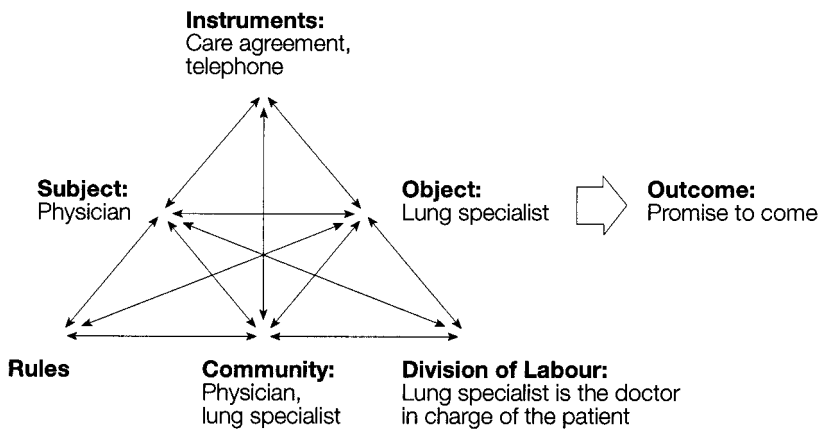 Instruments:
Care agreement,
telephone
Subject:
Physician
Object:
Lung specialist
Outcome:
Promise to come
Rules
Community:
Physician,
lung specialist
Division of Labour:
Lung specialist is the doctor
in charge of the patient